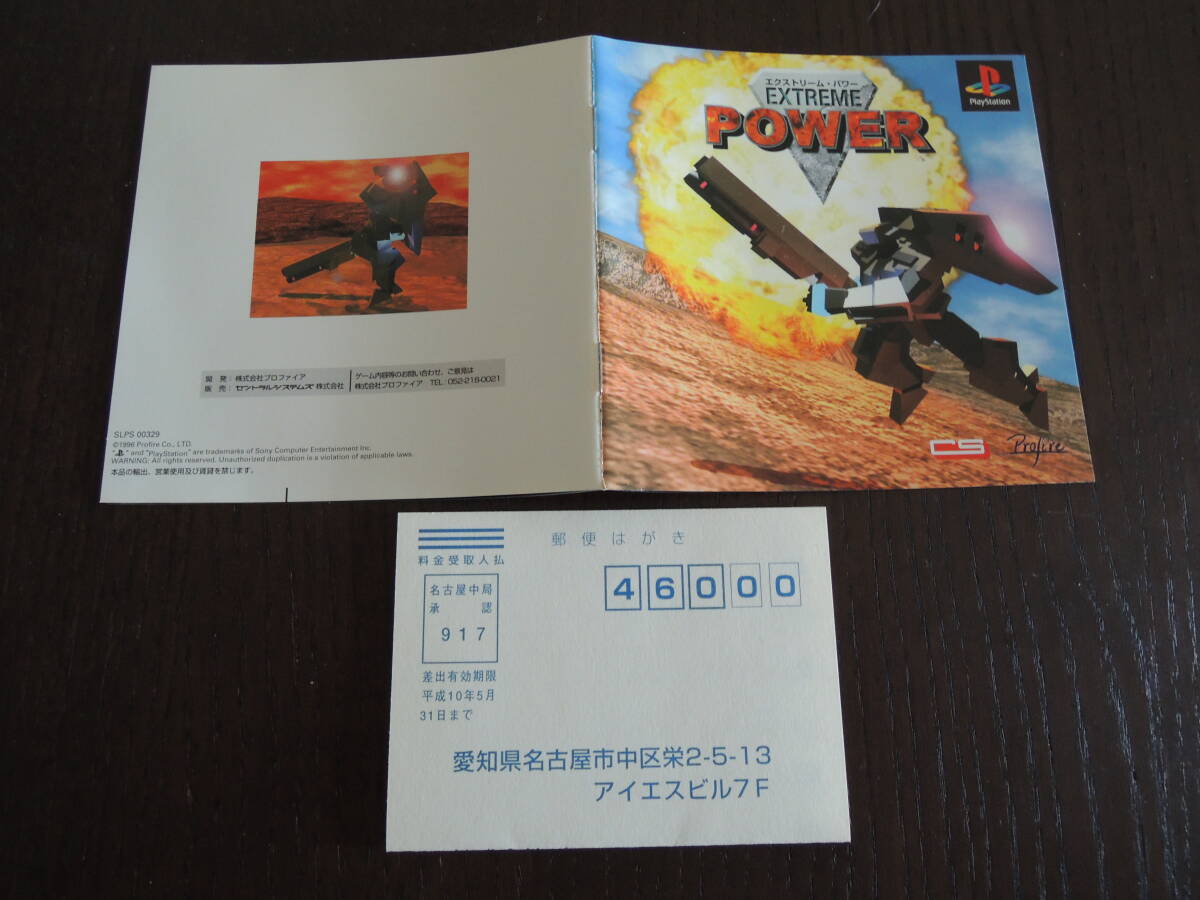 エクストリーム・パワー
EXTREME
POWER
PlayStation
CS
Profire
開 発：株式会社プロファイア
販 売：セントラルシステムズ 株式会社
ゲーム内容等のお問い合わせ、ご意見は
株式会社プロファイア TEL：052-218-0021
SLPS 00329
©1996 Profire Co., LTD.
" " and "PlayStation" are trademarks of Sony Computer Entertainment Inc.
WARNING: All rights reserved. Unauthorized duplication is a violation of applicable laws.
本品の輸出、営業使用及び賃貸を禁じます。
郵便はがき
料金受取人払
46000
名古屋中局
承 認
917
差出有効期限
平成10年5月
31日まで
愛知県名古屋市中区栄2-5-13
アイエスビル7F